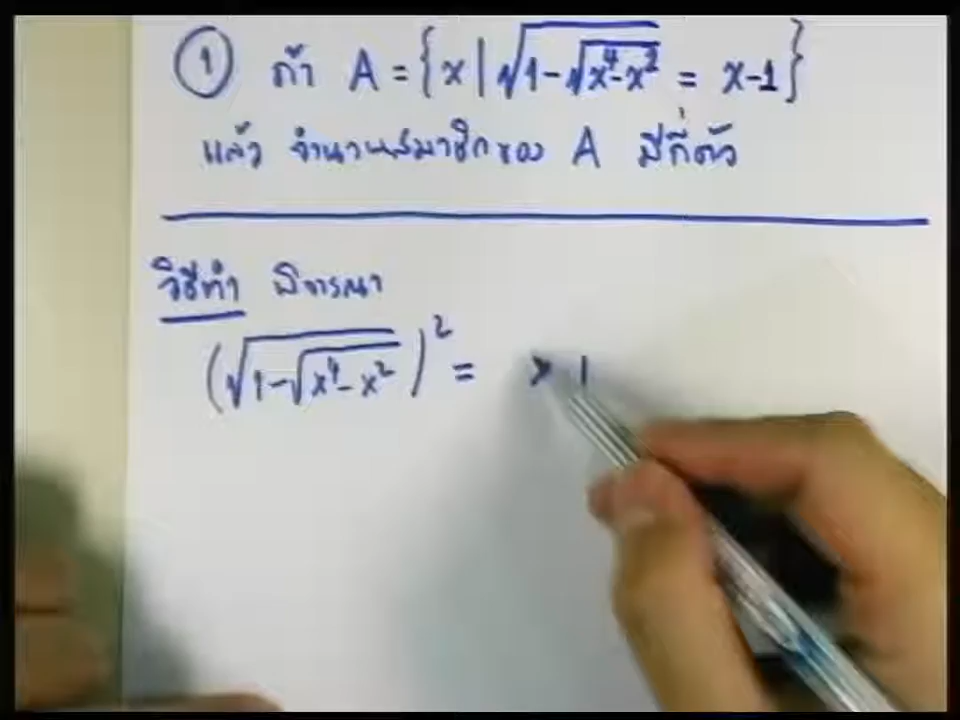 ① ถ้า A = {x | √(1-√(x⁴-x²)) = x-1}
แล้ว จำนวนสมาชิกของ A มีกี่ตัว
วิธีทำ พิจารณา
(√(1-√(x⁴-x²)))² = x 1